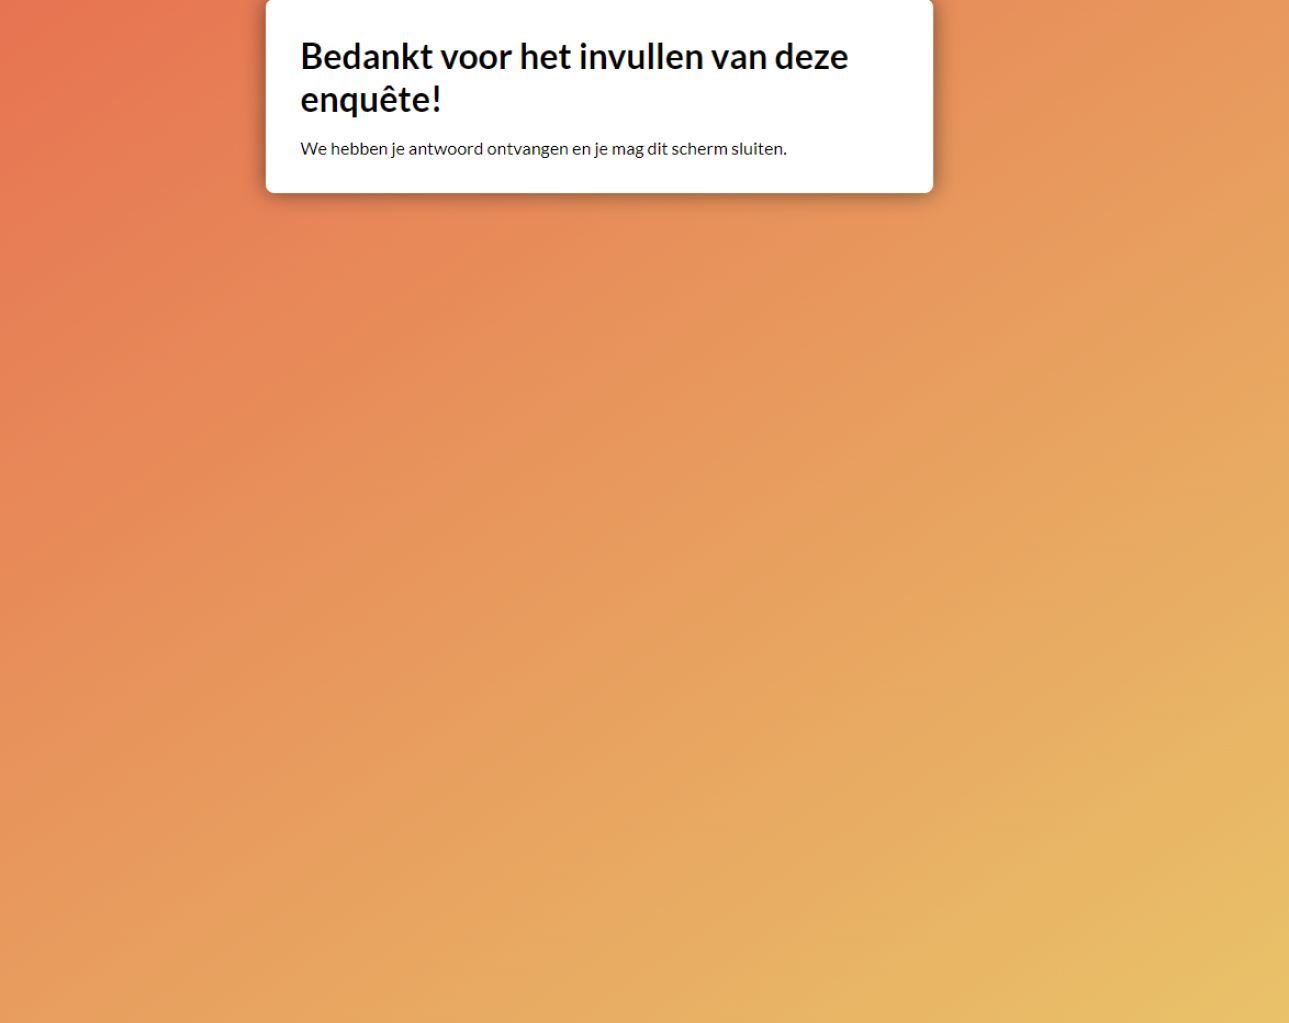 Bedankt voor het invullen van deze
enquête!
We hebben je antwoord ontvangen en je mag dit scherm sluiten.